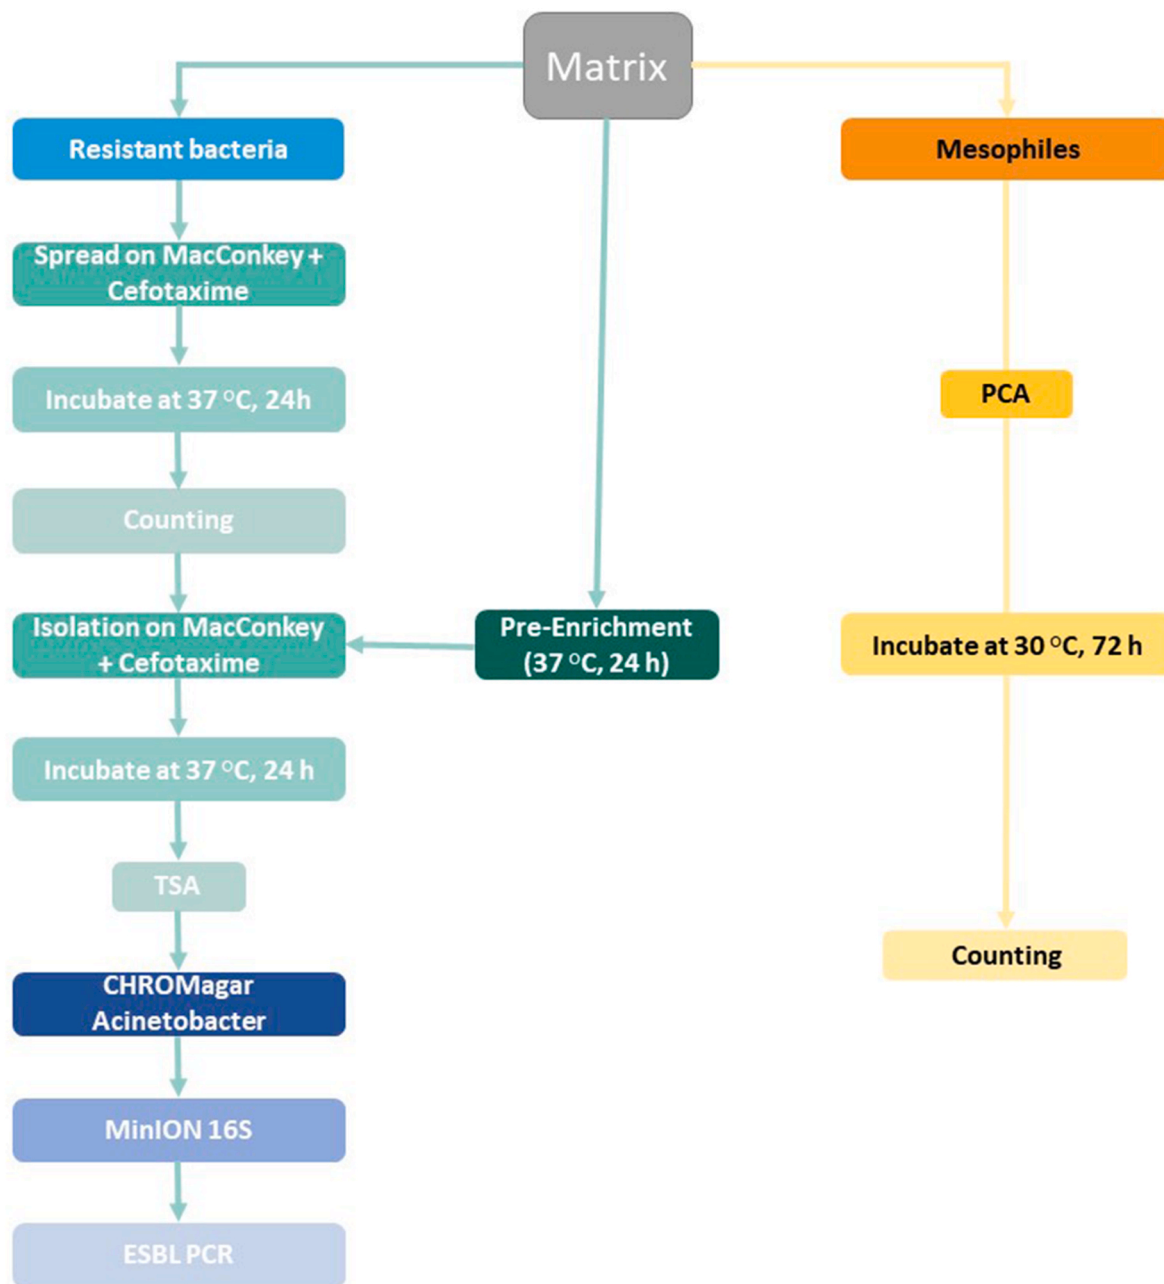 Matrix
Resistant bacteria
Mesophiles
Spread on MacConkey +
Cefotaxime
Incubate at 37 °C, 24h
PCA
Counting
Isolation on MacConkey
+ Cefotaxime
Pre-Enrichment
(37 °C, 24 h)
Incubate at 30 °C, 72 h
Incubate at 37 °C, 24 h
TSA
Counting
CHROMagar
Acinetobacter
MinION 16S
ESBL PCR